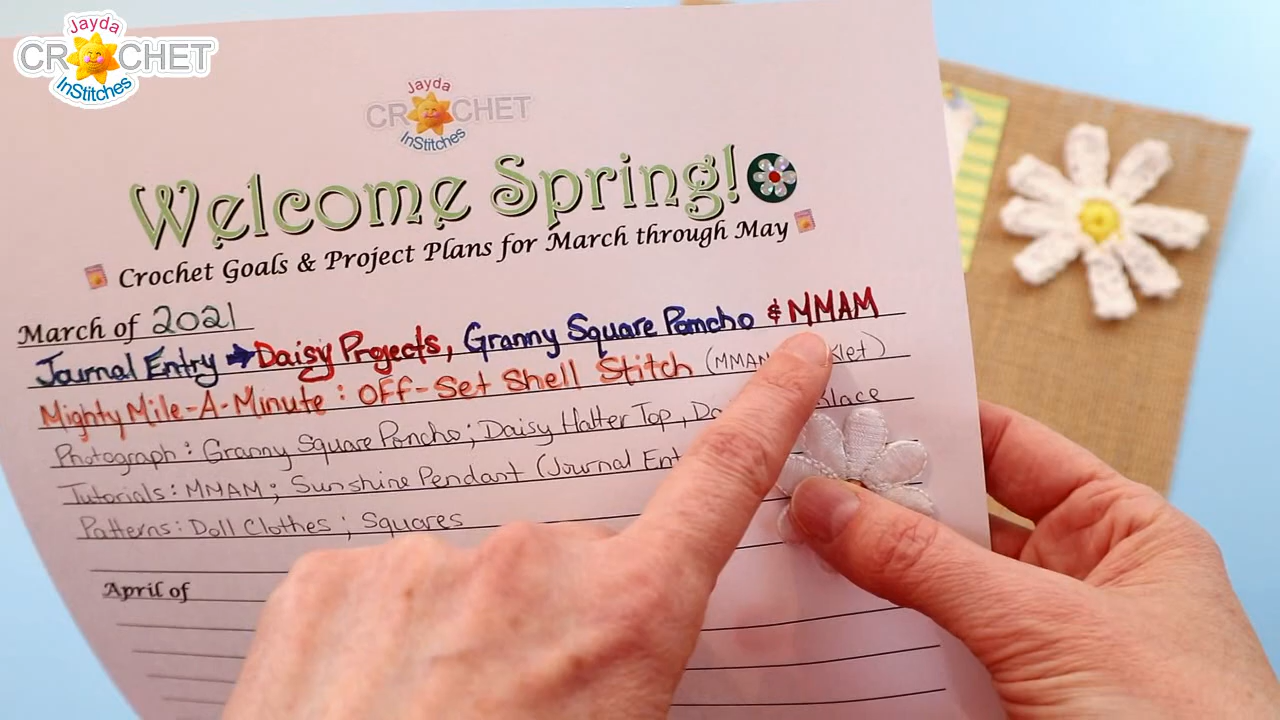 Jayda
CROCHET
InStitches
Jayda
CROCHET
InStitches
Welcome Spring!
Crochet Goals & Project Plans for March through May
March of 2021
Journal Entry → Daisy Projects, Granny Square Poncho & MMAM
Mighty Mile-A-Minute: Off-Set Shell Stitch (MMAM
Photograph: Granny Square Poncho; Daisy Halter Top,
Tutorials: MMAM; Sunshine Pendant (Journal
Patterns: Doll Clothes; Squares
April of